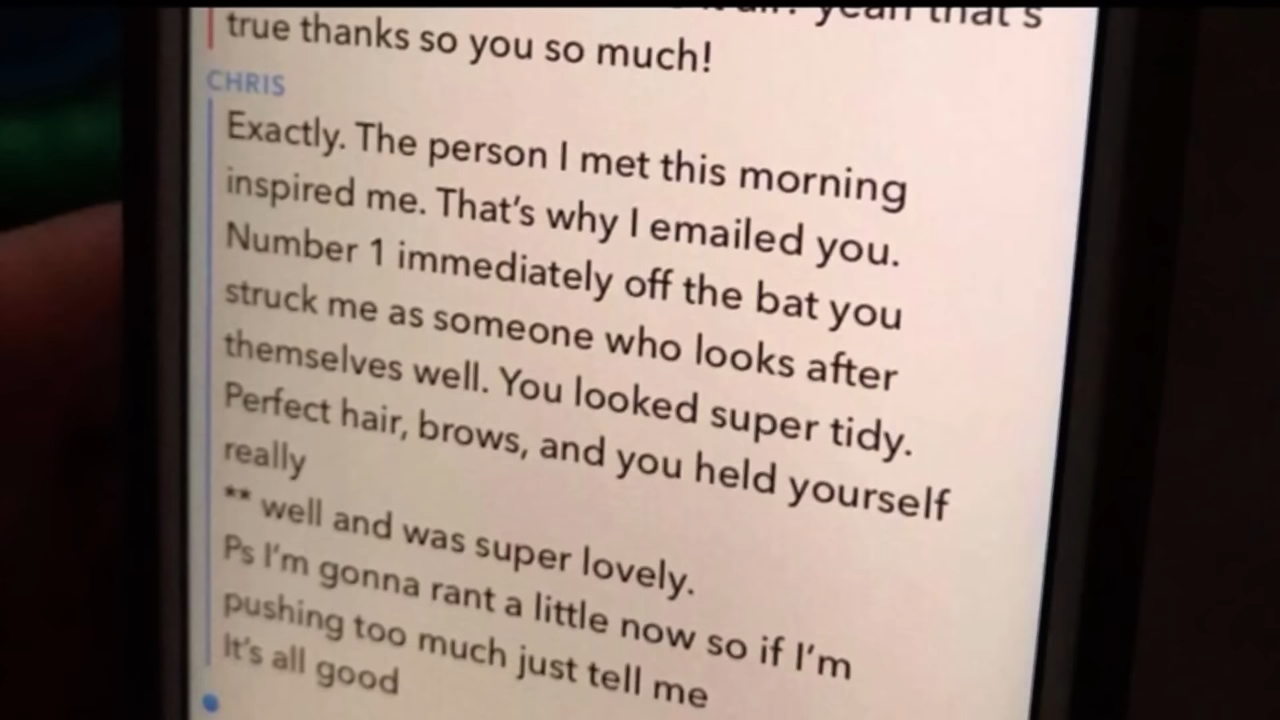 yeah that's
true thanks so you so much!
CHRIS
Exactly. The person I met this morning
inspired me. That's why I emailed you.
Number 1 immediately off the bat you
struck me as someone who looks after
themselves well. You looked super tidy.
Perfect hair, brows, and you held yourself
really
** well and was super lovely.
Ps I'm gonna rant a little now so if I'm
pushing too much just tell me
It's all good